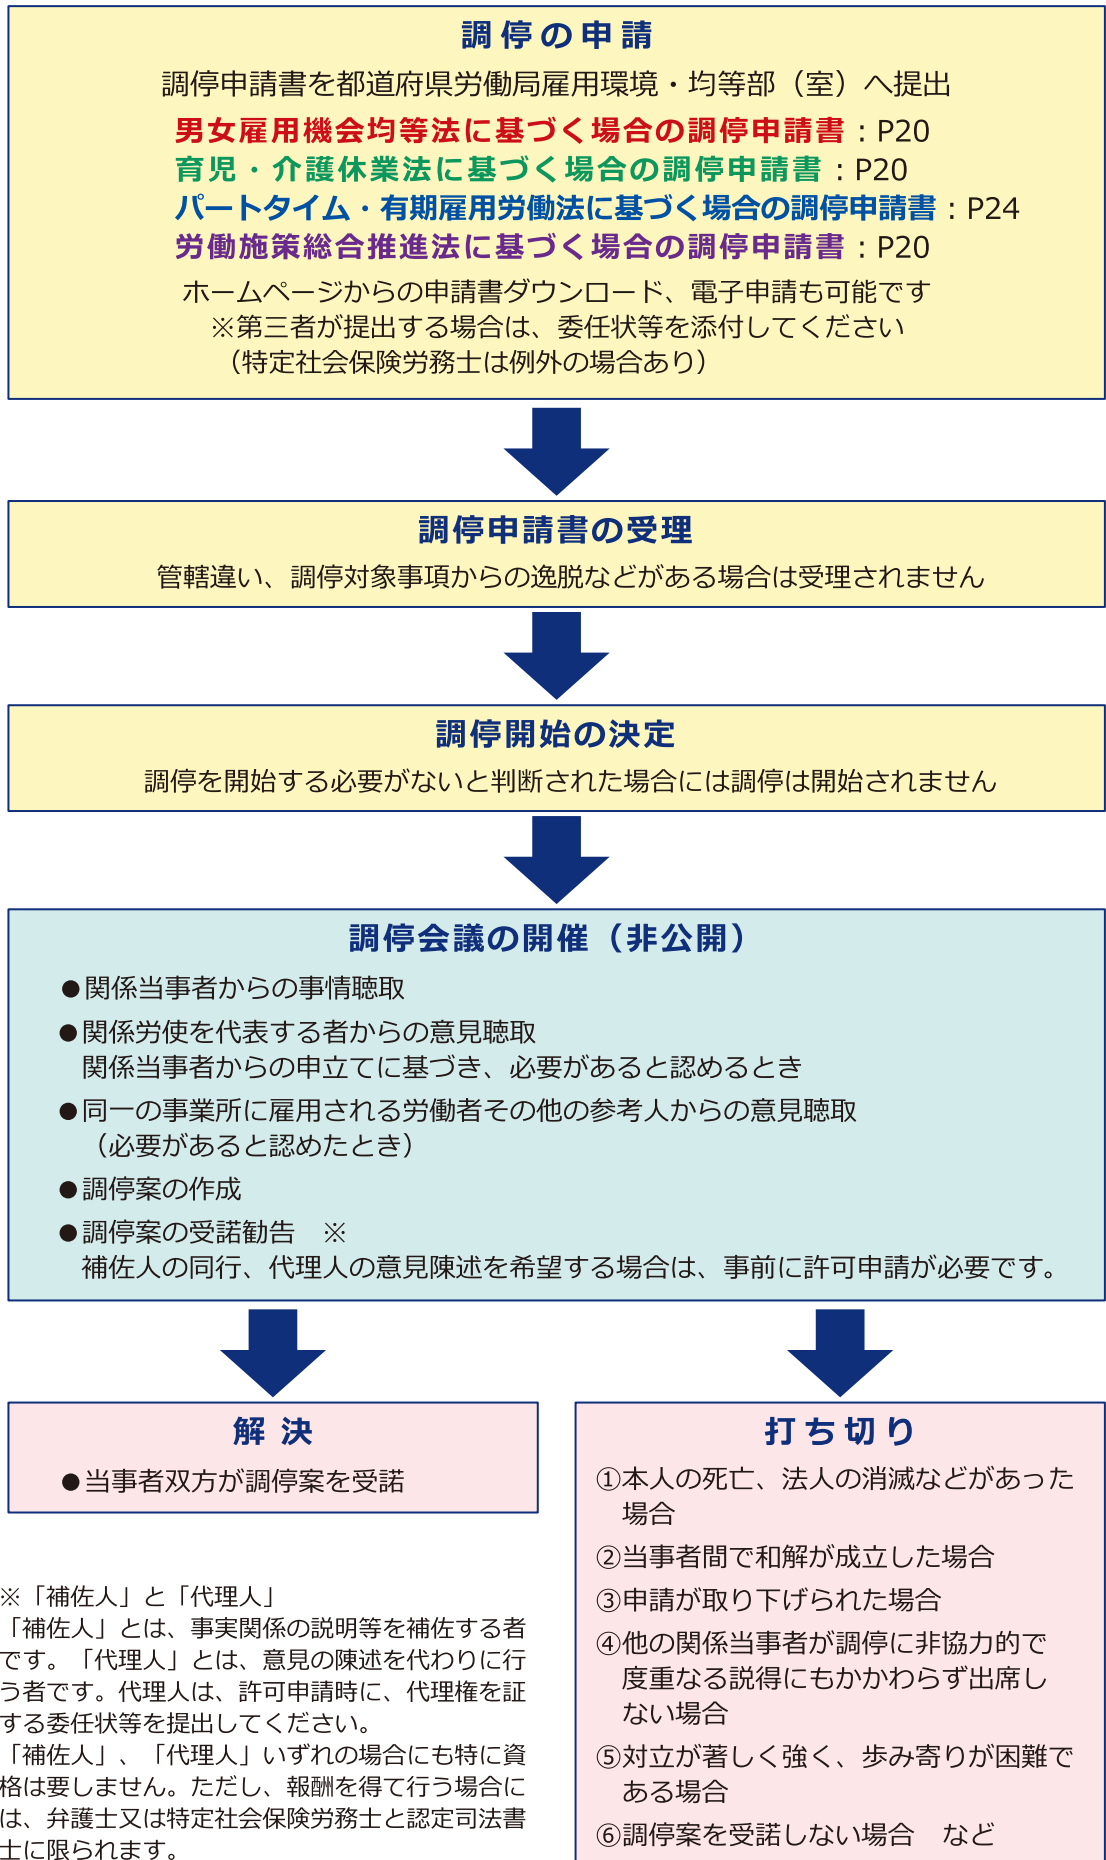 調停の申請
調停申請書を都道府県労働局雇用環境・均等部（室）へ提出
男女雇用機会均等法に基づく場合の調停申請書：P20
育児・介護休業法に基づく場合の調停申請書：P20
パートタイム・有期雇用労働法に基づく場合の調停申請書：P24
労働施策総合推進法に基づく場合の調停申請書：P20
ホームページからの申請書ダウンロード、電子申請も可能です
※第三者が提出する場合は、委任状等を添付してください
（特定社会保険労務士は例外の場合あり）
調停申請書の受理
管轄違い、調停対象事項からの逸脱などがある場合は受理されません
調停開始の決定
調停を開始する必要がないと判断された場合には調停は開始されません
調停会議の開催（非公開）
●関係当事者からの事情聴取
●関係労使を代表する者からの意見聴取
関係当事者からの申立てに基づき、必要があると認めるとき
●同一の事業所に雇用される労働者その他の参考人からの意見聴取
（必要があると認めたとき）
●調停案の作成
●調停案の受諾勧告　※
補佐人の同行、代理人の意見陳述を希望する場合は、事前に許可申請が必要です。
解決
●当事者双方が調停案を受諾
打ち切り
①本人の死亡、法人の消滅などがあった
場合
②当事者間で和解が成立した場合
③申請が取り下げられた場合
④他の関係当事者が調停に非協力的で
度重なる説得にもかかわらず出席し
ない場合
⑤対立が著しく強く、歩み寄りが困難で
ある場合
⑥調停案を受諾しない場合　など
※「補佐人」と「代理人」
「補佐人」とは、事実関係の説明等を補佐する者
です。「代理人」とは、意見の陳述を代わりに行
う者です。代理人は、許可申請時に、代理権を証
する委任状等を提出してください。
「補佐人」、「代理人」いずれの場合にも特に資
格は要しません。ただし、報酬を得て行う場合に
は、弁護士又は特定社会保険労務士と認定司法書
士に限られます。